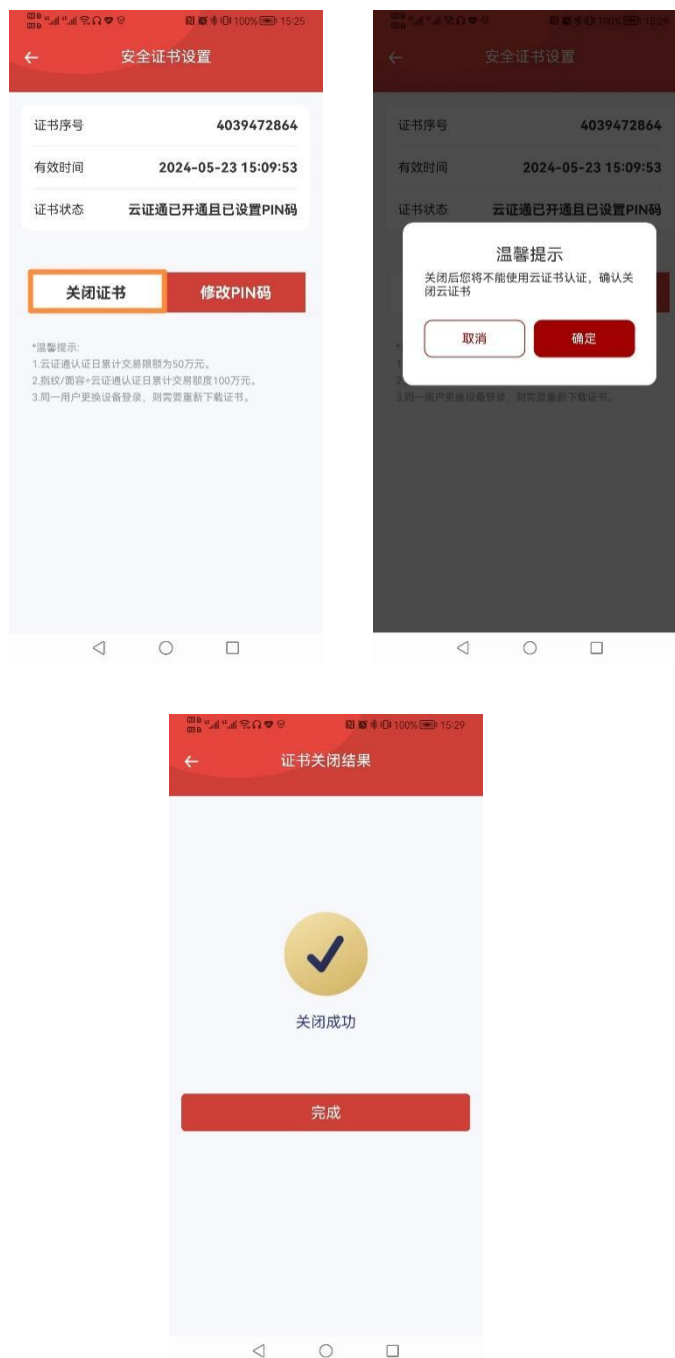 100% 15:25
安全证书设置
证书序号 4039472864
有效时间 2024-05-23 15:09:53
证书状态 云证通已开通且已设置PIN码
关闭证书 修改PIN码
*温馨提示:
1.云证通认证日累计交易限额为50万元。
2.指纹/面容+云证通认证日累计交易额度100万元。
3.同一用户更换设备登录，则需要重新下载证书。
100% 15:29
安全证书设置
证书序号 4039472864
有效时间 2024-05-23 15:09:53
证书状态 云证通已开通且已设置PIN码
温馨提示
关闭后您将不能使用云证书认证，确认关
闭云证书
取消 确定
3.同一用户更换设备登录，则需要重新下载证书。
100% 15:29
证书关闭结果
关闭成功
完成